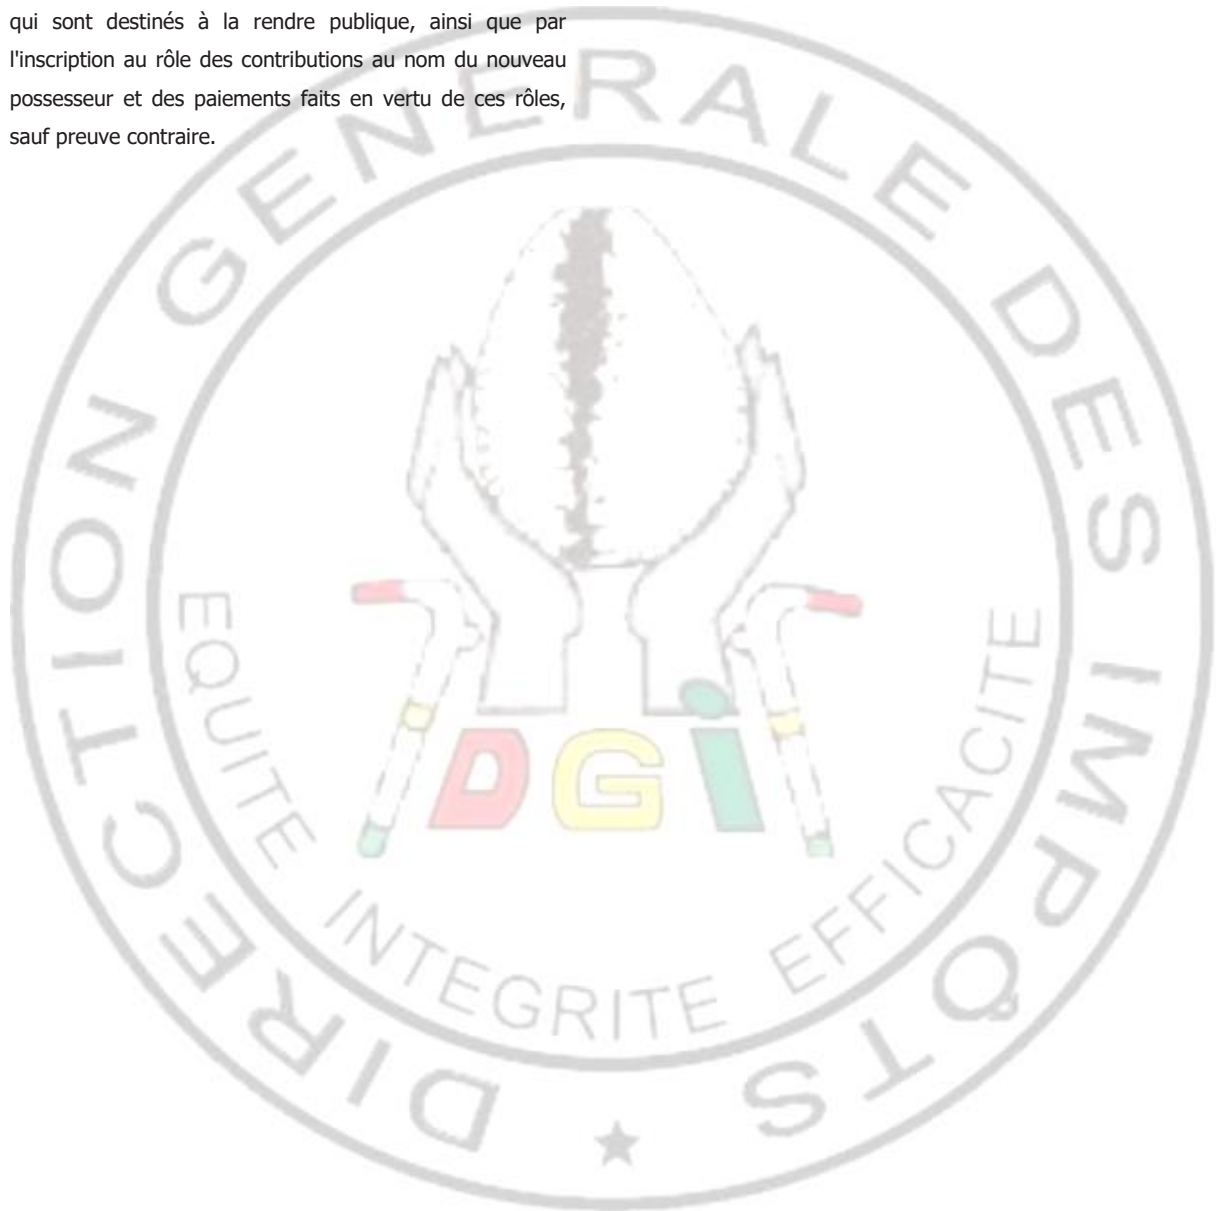 qui sont destinés à la rendre publique, ainsi que par
l'inscription au rôle des contributions au nom du nouveau
possesseur et des paiements faits en vertu de ces rôles,
sauf preuve contraire.
DIRECTION GENERALE DES IMPÔTS
EQUITE INTEGRITE EFFICACITE
DGI